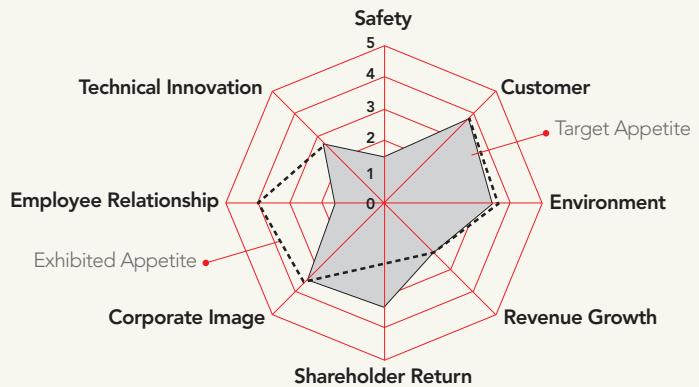 Safety
5
4
3
2
1
0
Technical Innovation
Customer
Target Appetite
Employee Relationship
Environment
Exhibited Appetite
Corporate Image
Revenue Growth
Shareholder Return